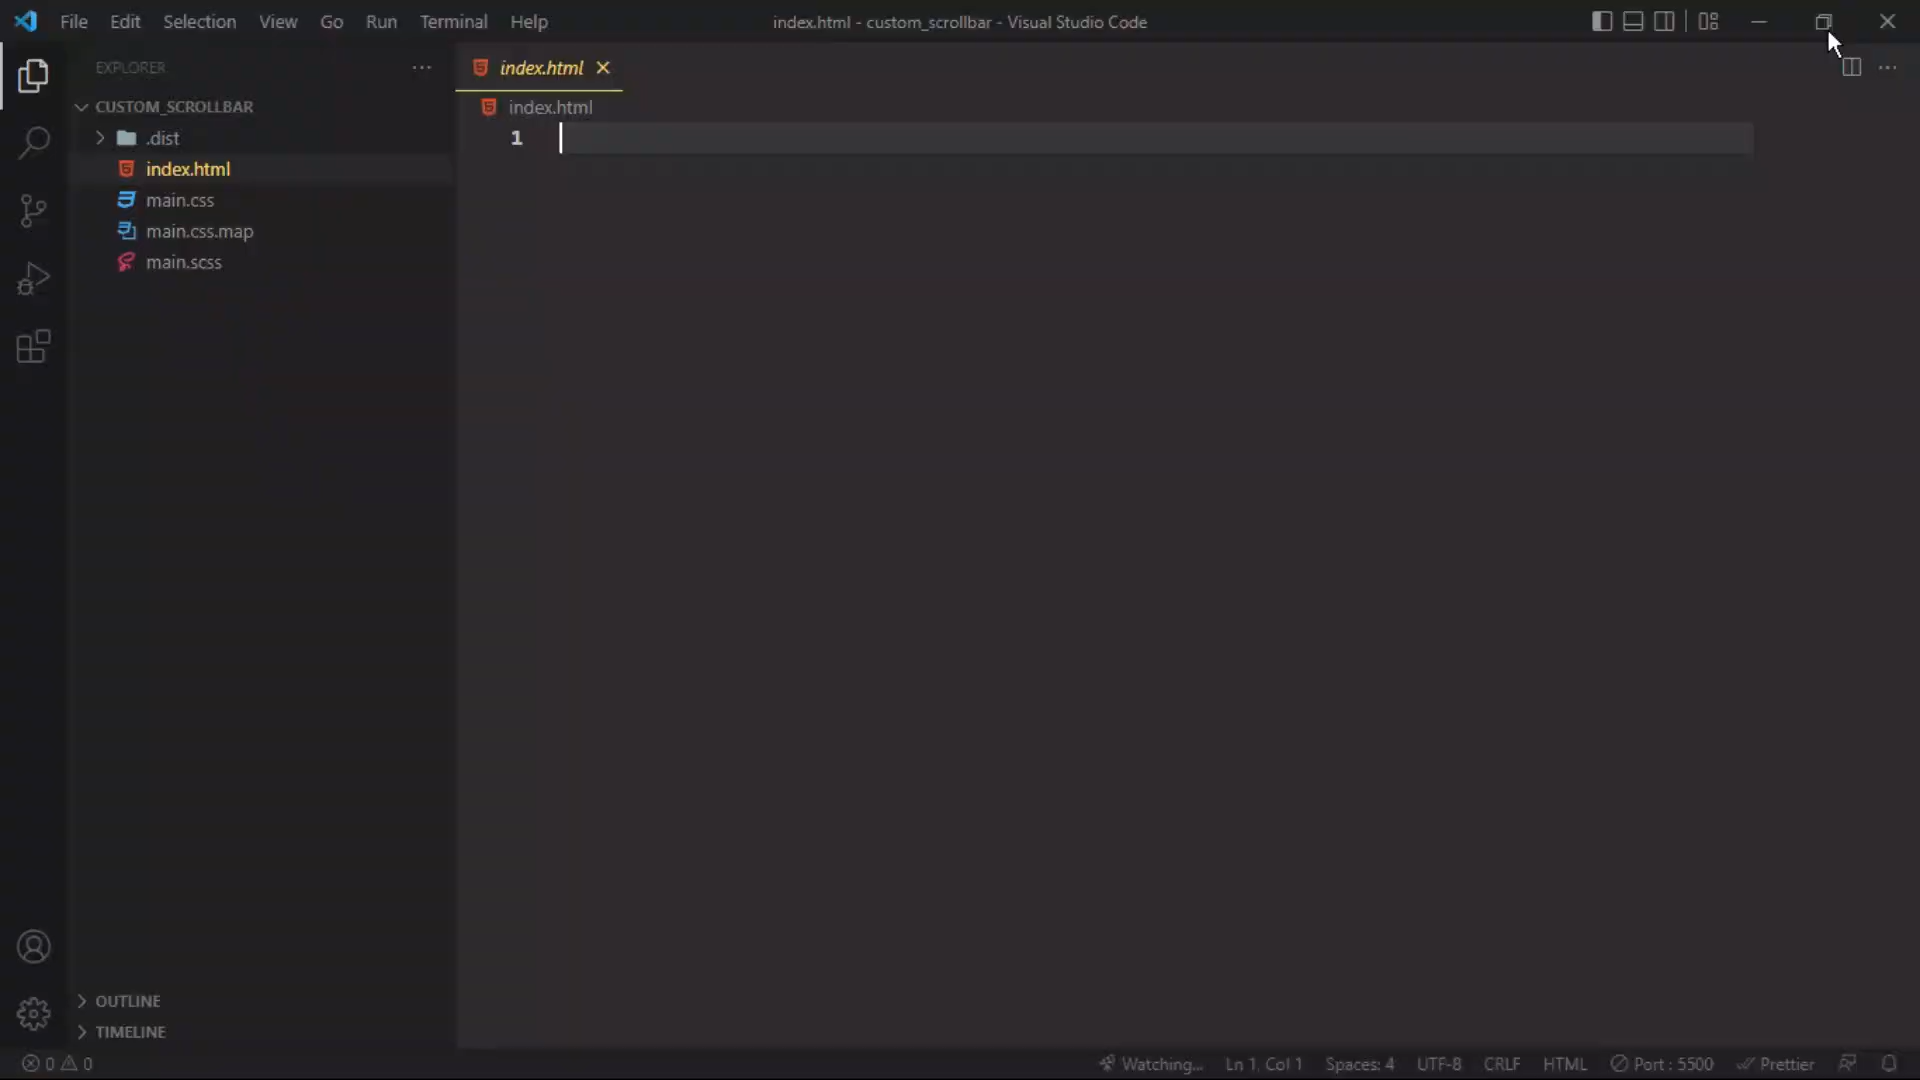 File Edit Selection View Go Run Terminal Help
index.html - custom_scrollbar - Visual Studio Code
EXPLORER
CUSTOM_SCROLLBAR
.dist
index.html
main.css
main.css.map
main.scss
OUTLINE
TIMELINE
index.html
index.html
1
0 0
Watching... Ln 1, Col 1 Spaces: 4 UTF-8 CRLF HTML Port : 5500 Prettier